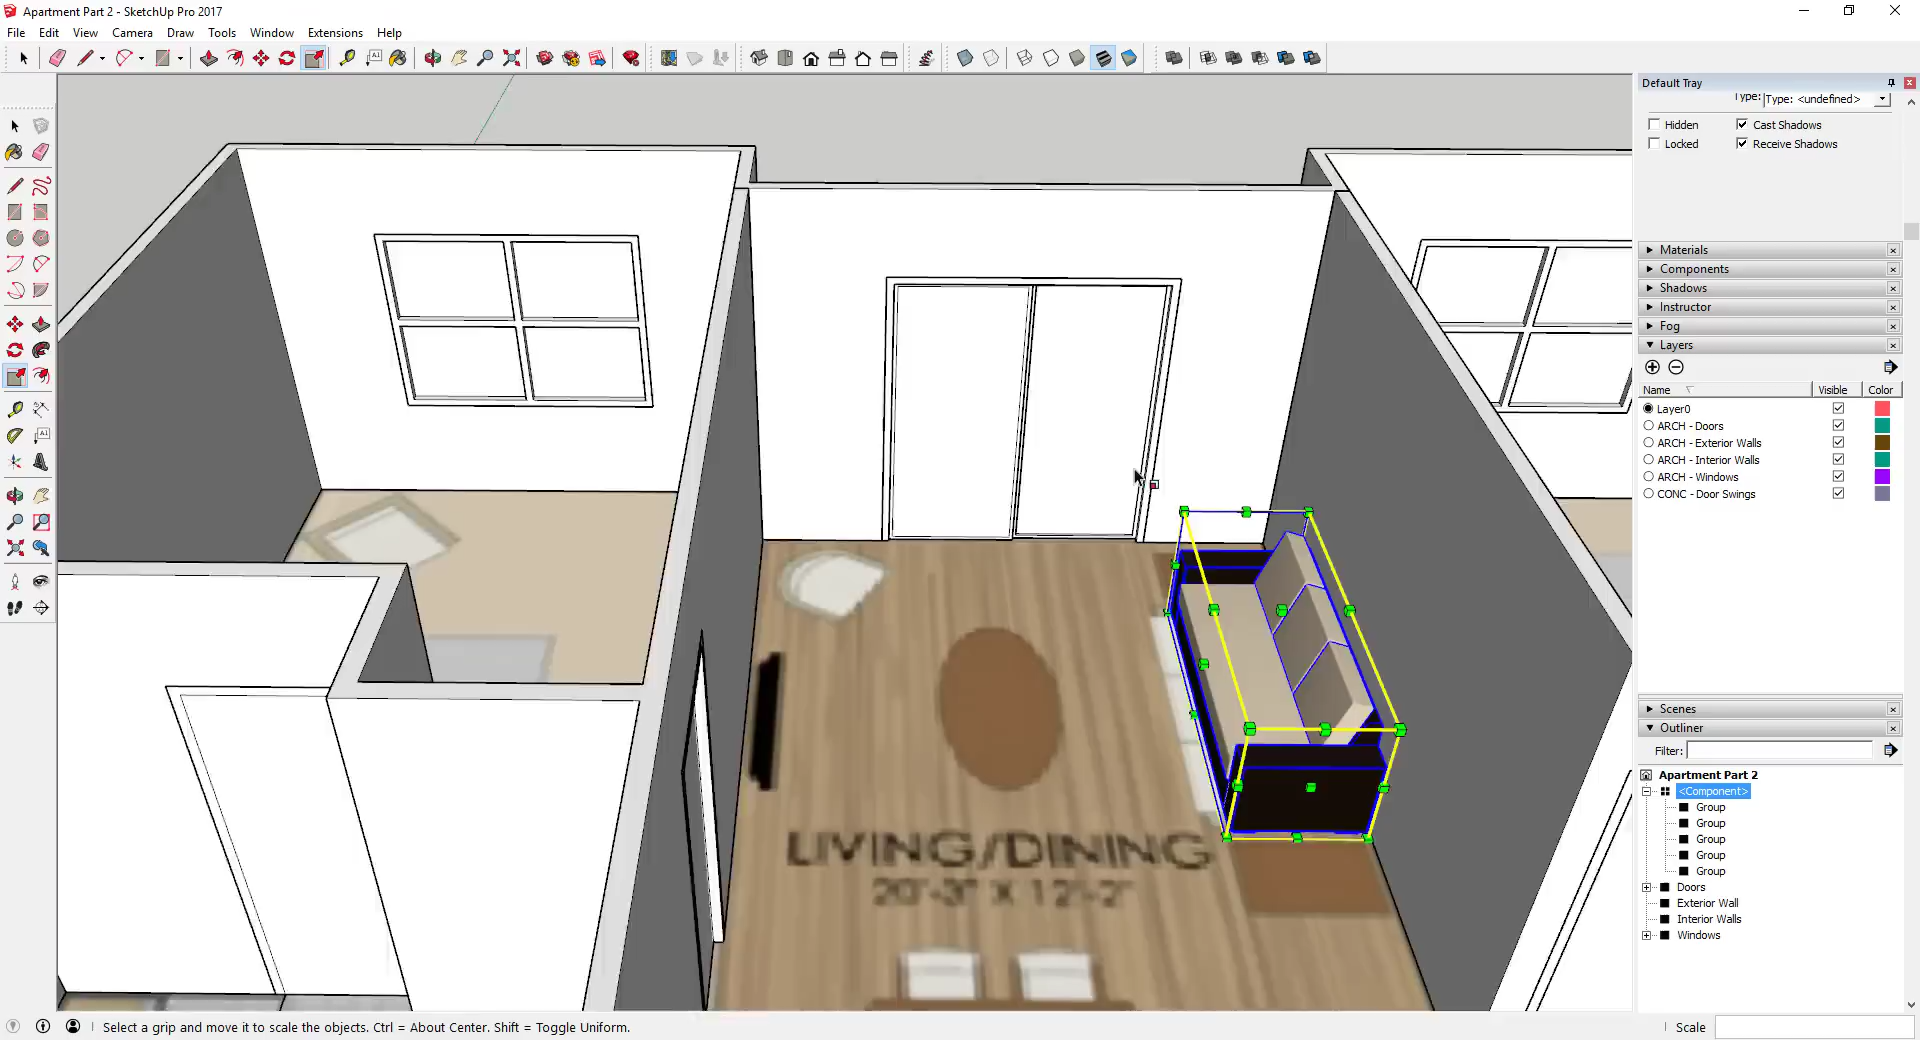 Apartment Part 2 - SketchUp Pro 2017
File Edit View Camera Draw Tools Window Extensions Help
Default Tray
Type: Type: <undefined>
Hidden Cast Shadows
Locked Receive Shadows
Materials
Components
Shadows
Instructor
Fog
Layers
Name Visible Color
Layer0
ARCH - Doors
ARCH - Exterior Walls
ARCH - Interior Walls
ARCH - Windows
CONC - Door Swings
Scenes
Outliner
Filter:
Apartment Part 2
<Component>
Group
Group
Group
Group
Group
Doors
Exterior Wall
Interior Walls
Windows
LIVING/DINING
20'-3" X 12'-2"
Select a grip and move it to scale the objects. Ctrl = About Center. Shift = Toggle Uniform.
Scale